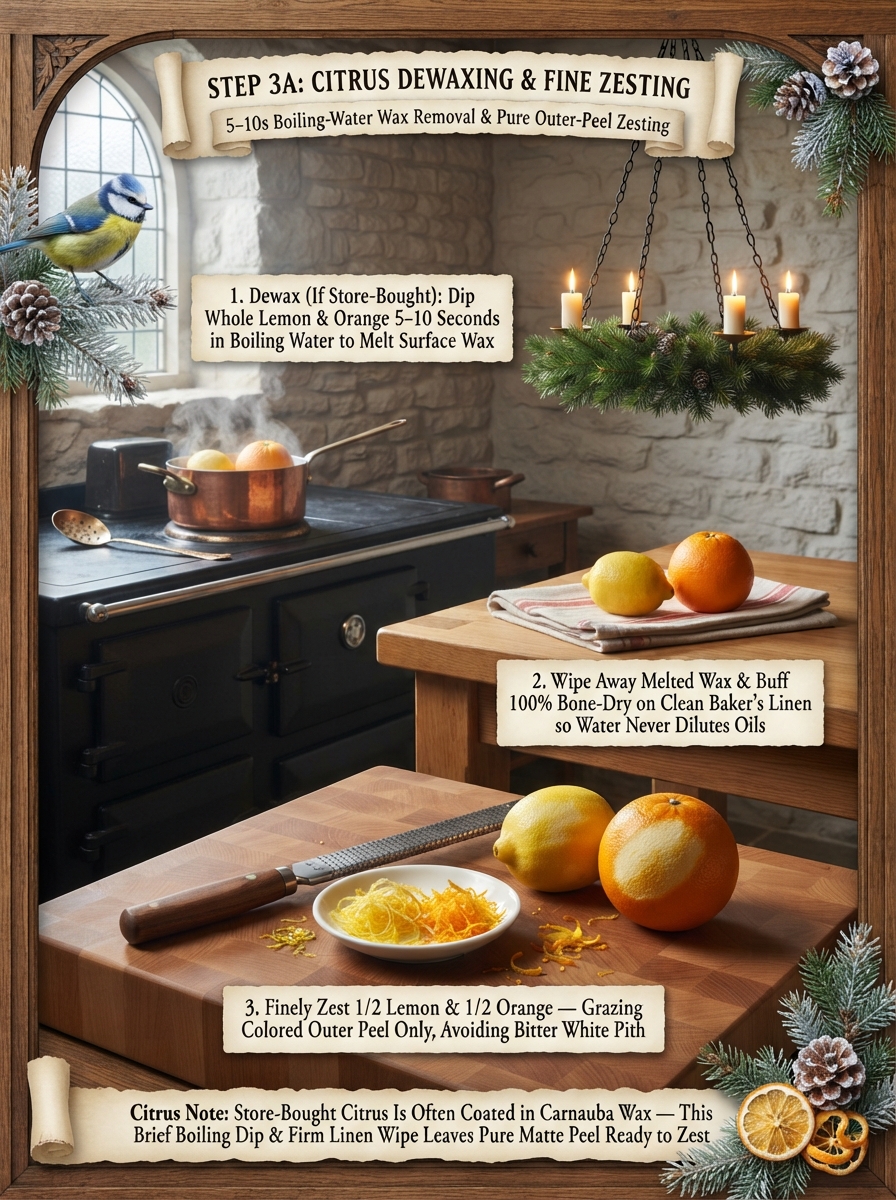 STEP 3A: CITRUS DEWAXING & FINE ZESTING
5–10s Boiling-Water Wax Removal & Pure Outer-Peel Zesting
1. Dewax (If Store-Bought): Dip
Whole Lemon & Orange 5–10 Seconds
in Boiling Water to Melt Surface Wax
2. Wipe Away Melted Wax & Buff
100% Bone-Dry on Clean Baker's Linen
so Water Never Dilutes Oils
3. Finely Zest 1/2 Lemon & 1/2 Orange — Grazing
Colored Outer Peel Only, Avoiding Bitter White Pith
Citrus Note: Store-Bought Citrus Is Often Coated in Carnauba Wax — This
Brief Boiling Dip & Firm Linen Wipe Leaves Pure Matte Peel Ready to Zest